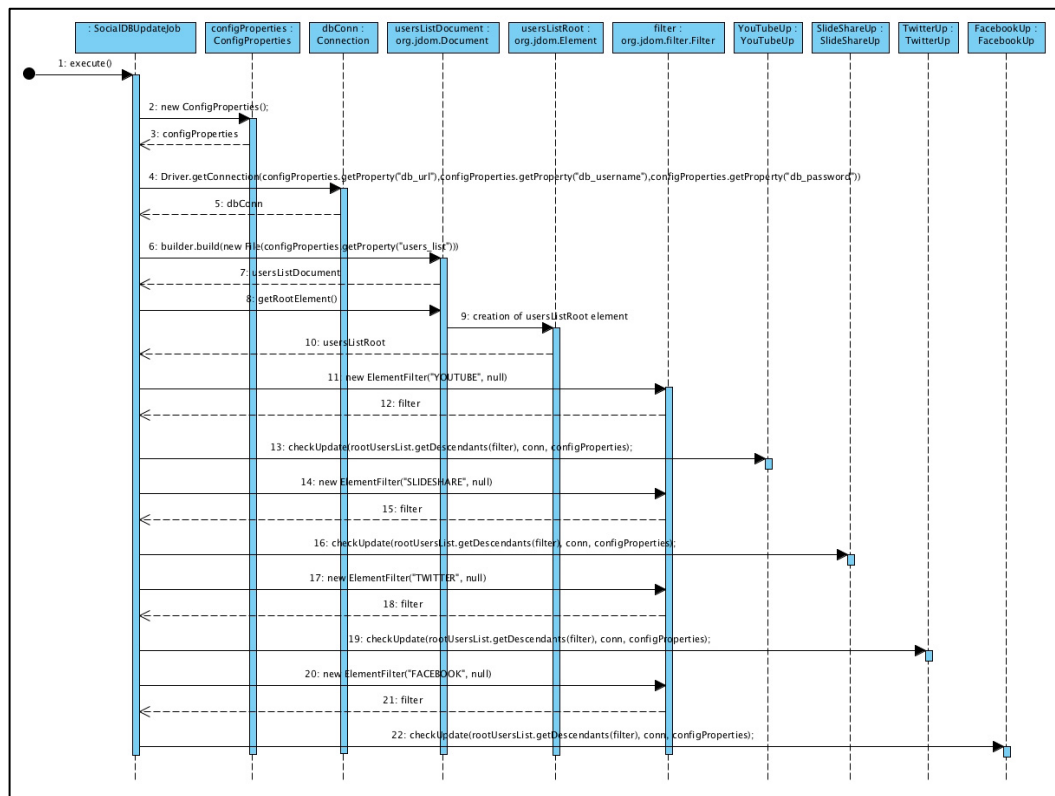 : SocialDBUpdateJob
configProperties :
ConfigProperties
dbConn :
Connection
usersListDocument :
org.jdom.Document
usersListRoot :
org.jdom.Element
filter :
org.jdom.filter.Filter
YouTubeUp :
YouTubeUp
SlideShareUp :
SlideShareUp
TwitterUp :
TwitterUp
FacebookUp :
FacebookUp
1: execute()
2: new ConfigProperties();
3: configProperties
4: Driver.getConnection(configProperties.getProperty("db_url"),configProperties.getProperty("db_username"),configProperties.getProperty("db_password"))
5: dbConn
6: builder.build(new File(configProperties.getProperty("users_list")))
7: usersListDocument
8: getRootElement()
9: creation of usersListRoot element
10: usersListRoot
11: new ElementFilter("YOUTUBE", null)
12: filter
13: checkUpdate(rootUsersList.getDescendants(filter), conn, configProperties);
14: new ElementFilter("SLIDESHARE", null)
15: filter
16: checkUpdate(rootUsersList.getDescendants(filter), conn, configProperties);
17: new ElementFilter("TWITTER", null)
18: filter
19: checkUpdate(rootUsersList.getDescendants(filter), conn, configProperties);
20: new ElementFilter("FACEBOOK", null)
21: filter
22: checkUpdate(rootUsersList.getDescendants(filter), conn, configProperties);